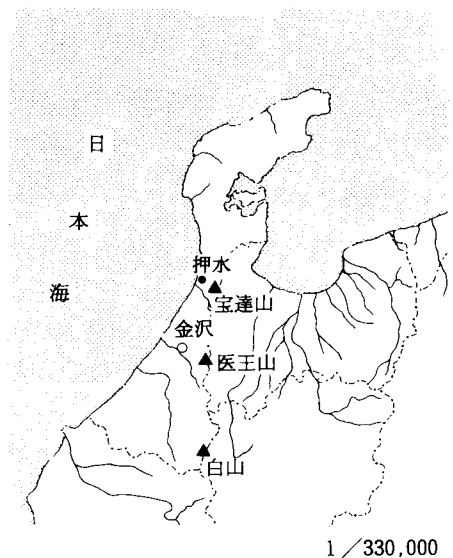 日
本
海
押水
宝達山
金沢
医王山
白山
1／330,000